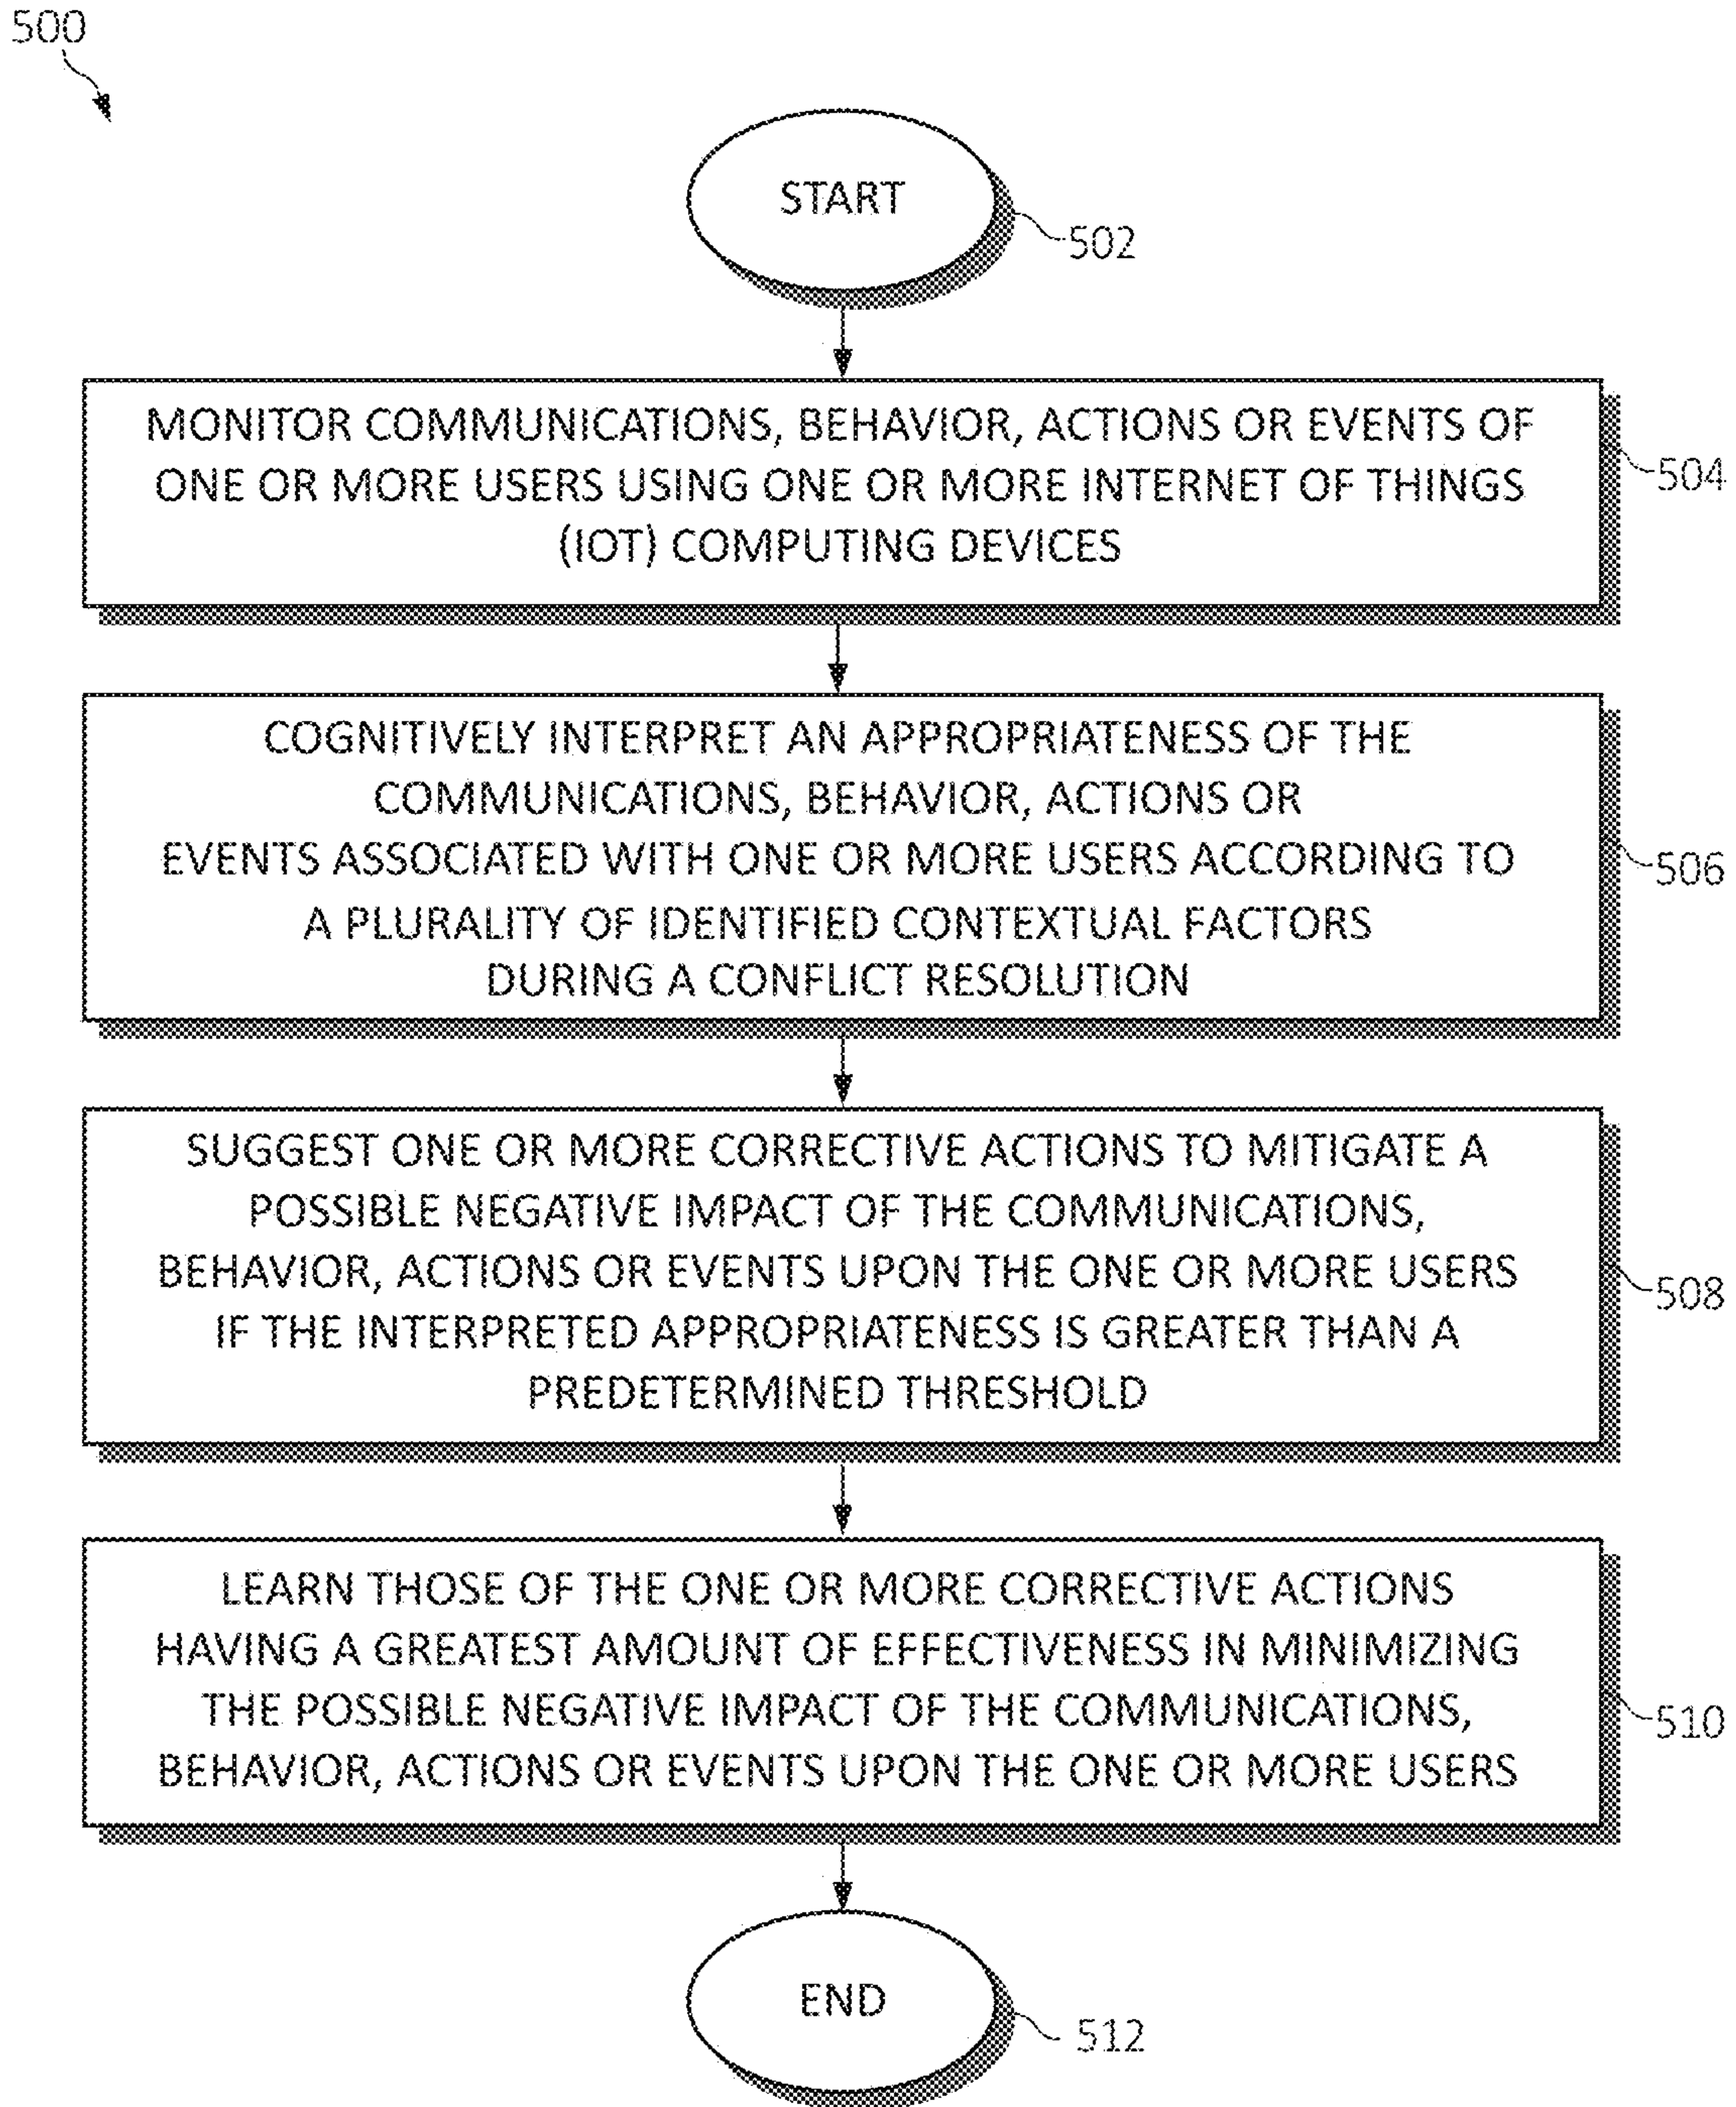 500
START
502
MONITOR COMMUNICATIONS, BEHAVIOR, ACTIONS OR EVENTS OF
ONE OR MORE USERS USING ONE OR MORE INTERNET OF THINGS
(IOT) COMPUTING DEVICES
504
COGNITIVELY INTERPRET AN APPROPRIATENESS OF THE
COMMUNICATIONS, BEHAVIOR, ACTIONS OR
EVENTS ASSOCIATED WITH ONE OR MORE USERS ACCORDING TO
A PLURALITY OF IDENTIFIED CONTEXTUAL FACTORS
DURING A CONFLICT RESOLUTION
506
SUGGEST ONE OR MORE CORRECTIVE ACTIONS TO MITIGATE A
POSSIBLE NEGATIVE IMPACT OF THE COMMUNICATIONS,
BEHAVIOR, ACTIONS OR EVENTS UPON THE ONE OR MORE USERS
IF THE INTERPRETED APPROPRIATENESS IS GREATER THAN A
PREDETERMINED THRESHOLD
508
LEARN THOSE OF THE ONE OR MORE CORRECTIVE ACTIONS
HAVING A GREATEST AMOUNT OF EFFECTIVENESS IN MINIMIZING
THE POSSIBLE NEGATIVE IMPACT OF THE COMMUNICATIONS,
BEHAVIOR, ACTIONS OR EVENTS UPON THE ONE OR MORE USERS
510
END
512